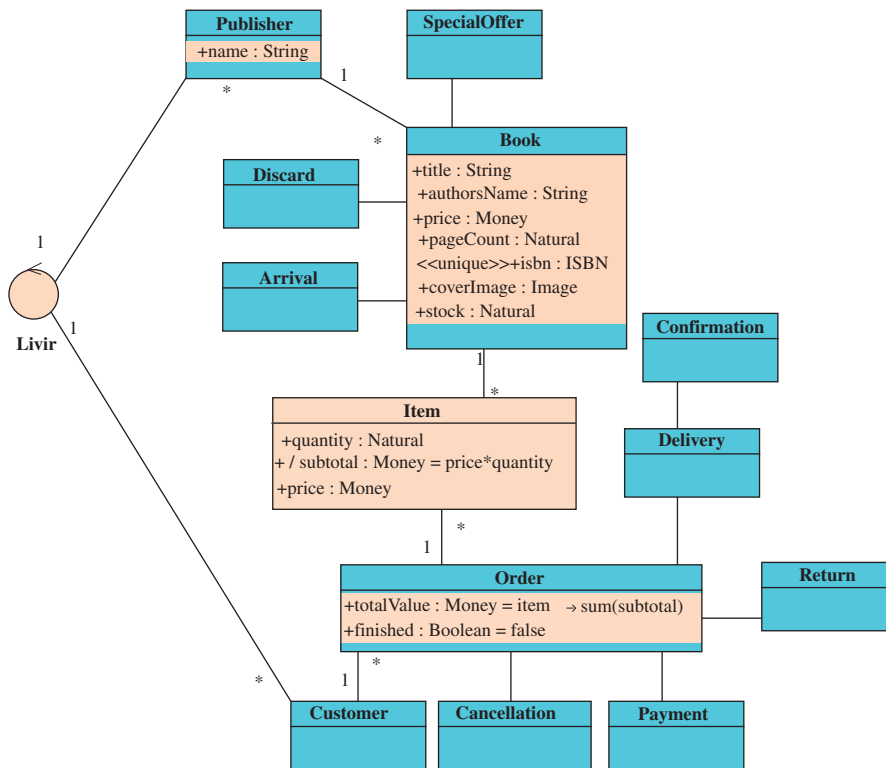 Publisher
+name : String
SpecialOffer
1
*
*
Book
+title : String
+authorsName : String
+price : Money
+pageCount : Natural
<<unique>>+isbn : ISBN
+coverImage : Image
+stock : Natural
Discard
Arrival
1
1
Livir
Confirmation
1
*
Item
+quantity : Natural
+ / subtotal : Money = price*quantity
+price : Money
Delivery
*
1
Order
+totalValue : Money = item → sum(subtotal)
+finished : Boolean = false
Return
*
1
*
Customer
Cancellation
Payment